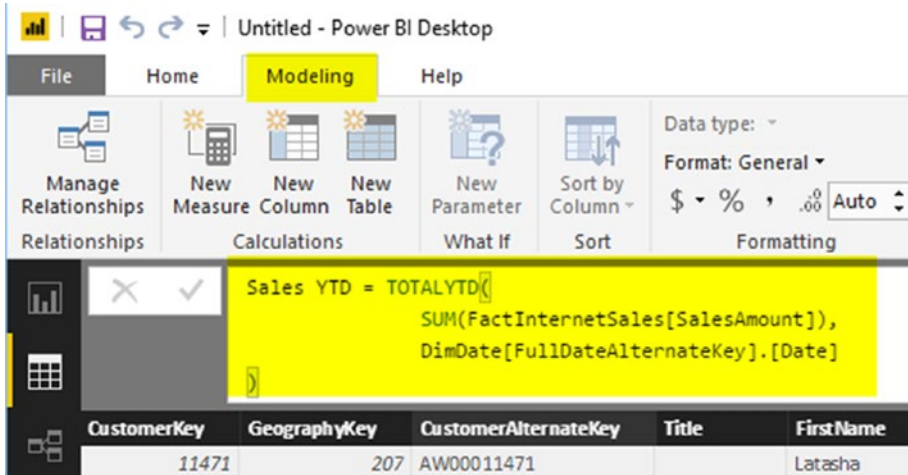 Untitled - Power BI Desktop
File Home Modeling Help
Manage Relationships
New Measure
New Column
New Table
New Parameter
Sort by Column
Data type:
Format: General
$ % , .00 Auto
Relationships Calculations What If Sort Formatting
Sales YTD = TOTALYTD(
SUM(FactInternetSales[SalesAmount]),
DimDate[FullDateAlternateKey].[Date]
)
CustomerKey GeographyKey CustomerAlternateKey Title FirstName
11471 207 AW00011471 Latasha